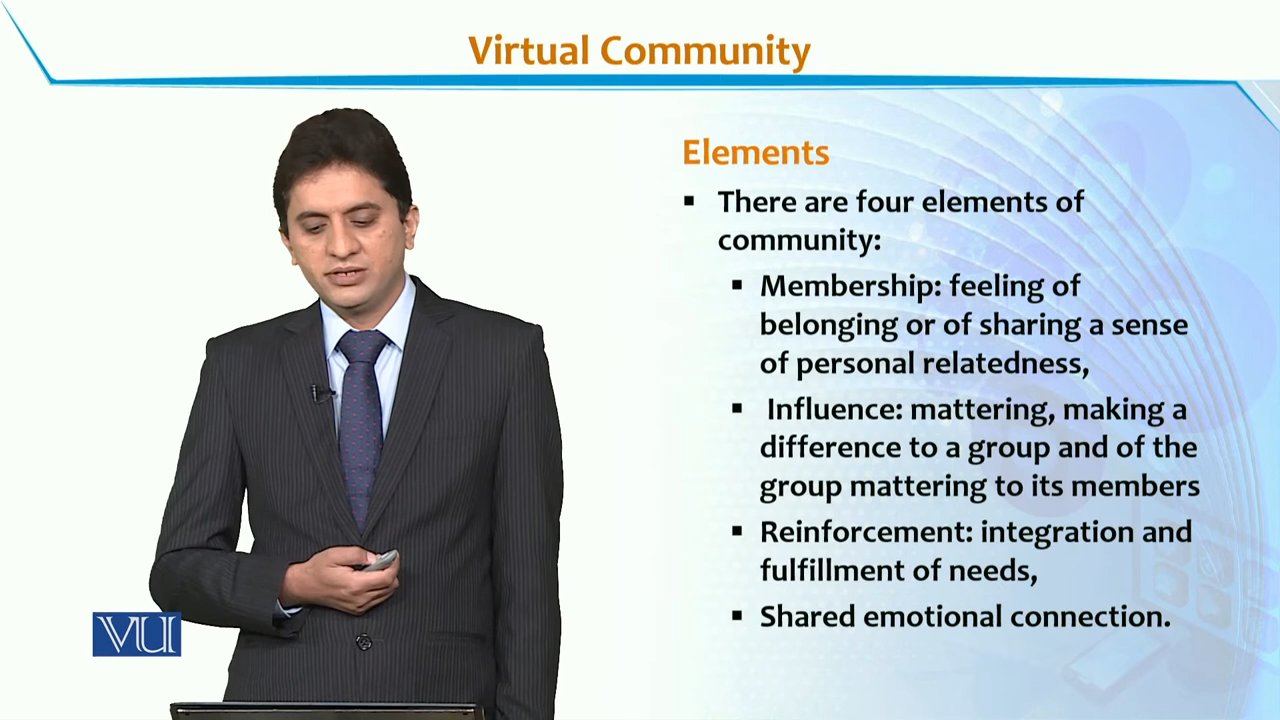 Virtual Community
Elements
▪ There are four elements of
community:
▪ Membership: feeling of
belonging or of sharing a sense
of personal relatedness,
▪ Influence: mattering, making a
difference to a group and of the
group mattering to its members
▪ Reinforcement: integration and
fulfillment of needs,
▪ Shared emotional connection.
VU